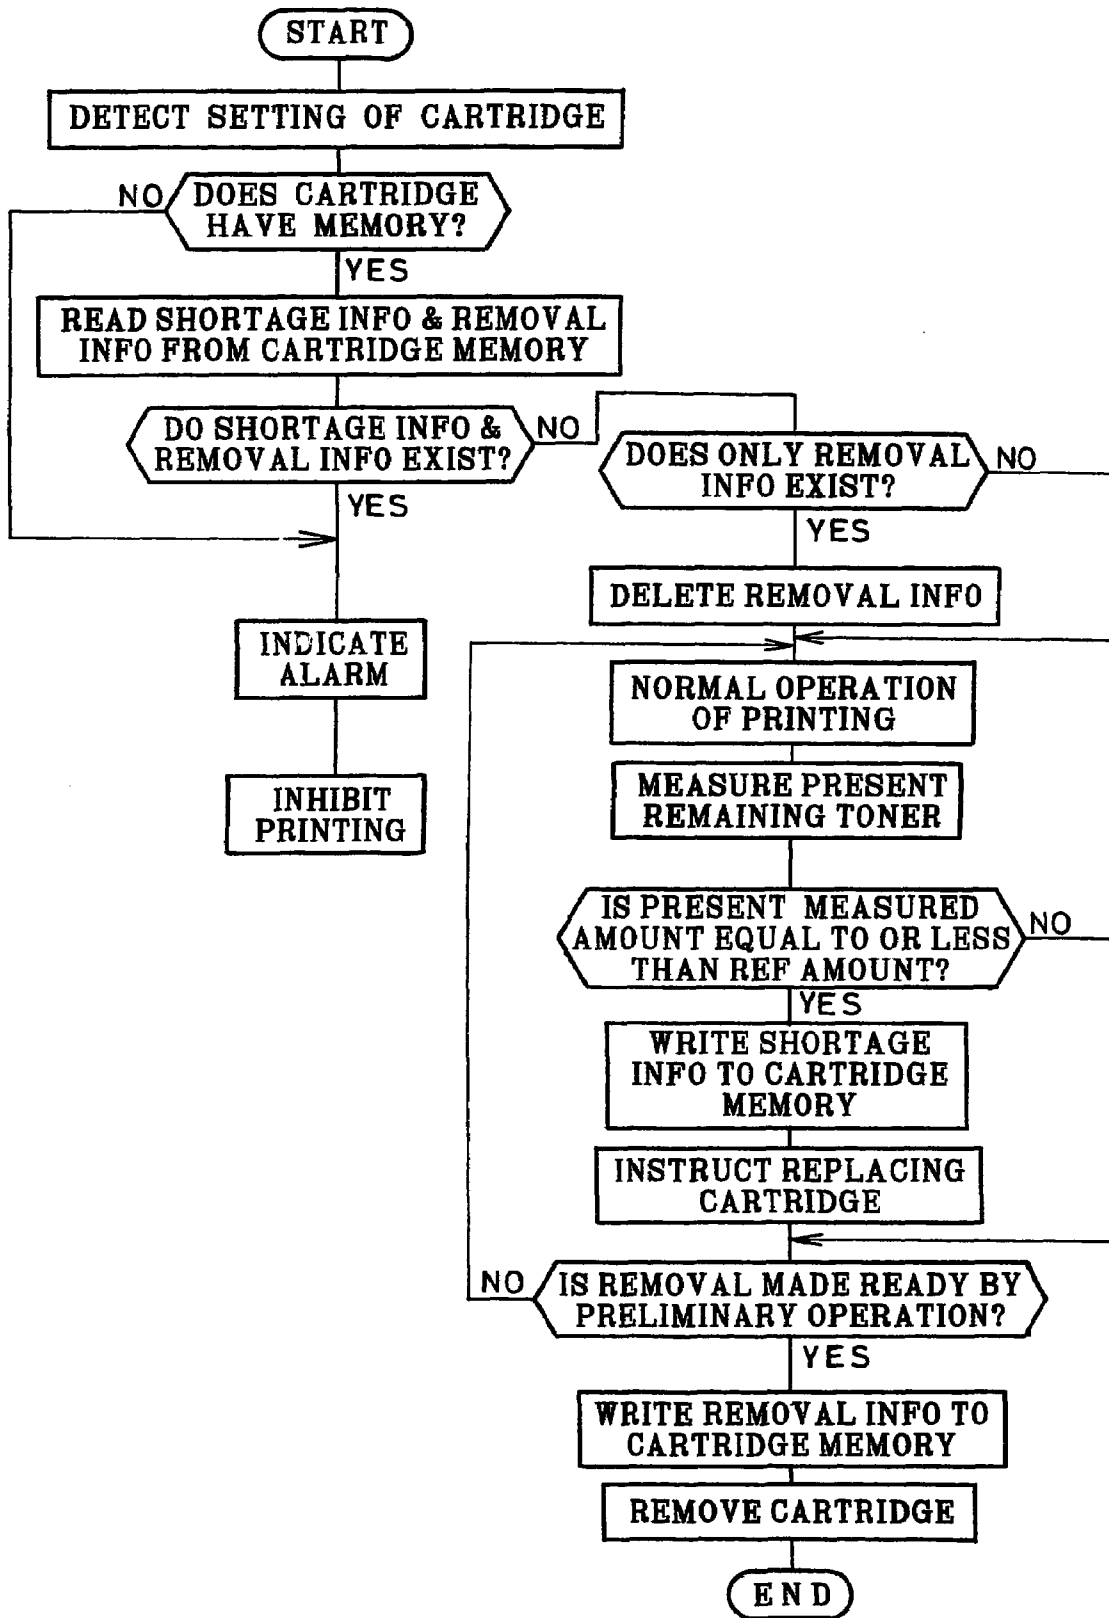 START
DETECT SETTING OF CARTRIDGE
NO
DOES CARTRIDGE
HAVE MEMORY?
YES
READ SHORTAGE INFO & REMOVAL
INFO FROM CARTRIDGE MEMORY
DO SHORTAGE INFO &
REMOVAL INFO EXIST?
NO
YES
INDICATE
ALARM
INHIBIT
PRINTING
DOES ONLY REMOVAL
INFO EXIST?
NO
YES
DELETE REMOVAL INFO
NORMAL OPERATION
OF PRINTING
MEASURE PRESENT
REMAINING TONER
IS PRESENT MEASURED
AMOUNT EQUAL TO OR LESS
THAN REF AMOUNT?
NO
YES
WRITE SHORTAGE
INFO TO CARTRIDGE
MEMORY
INSTRUCT REPLACING
CARTRIDGE
NO
IS REMOVAL MADE READY BY
PRELIMINARY OPERATION?
YES
WRITE REMOVAL INFO TO
CARTRIDGE MEMORY
REMOVE CARTRIDGE
END